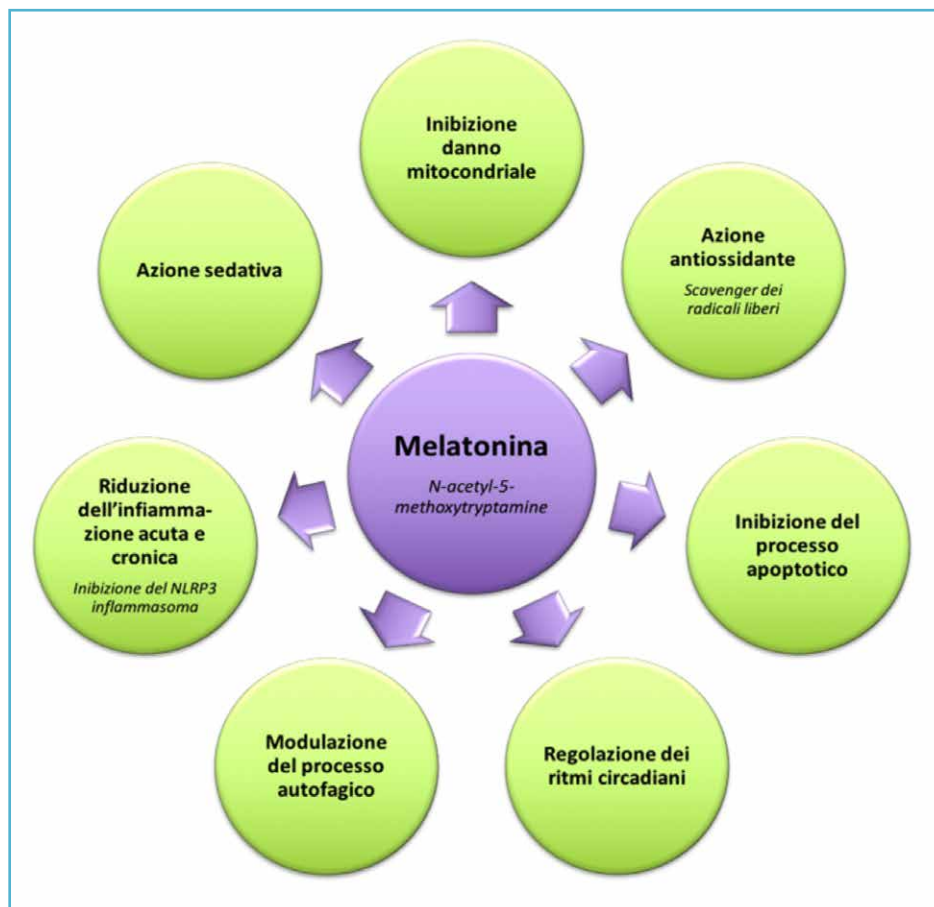 Inibizione
danno
mitocondriale
Azione
antiossidante
Scavenger dei
radicali liberi
Inibizione del
processo
apoptotico
Regolazione dei
ritmi circadiani
Modulazione
del processo
autofagico
Riduzione
dell’infiamma-
zione acuta e
cronica
Inibizione del NLRP3
inflammasoma
Azione sedativa
Melatonina
N-acetyl-5-
methoxytryptamine